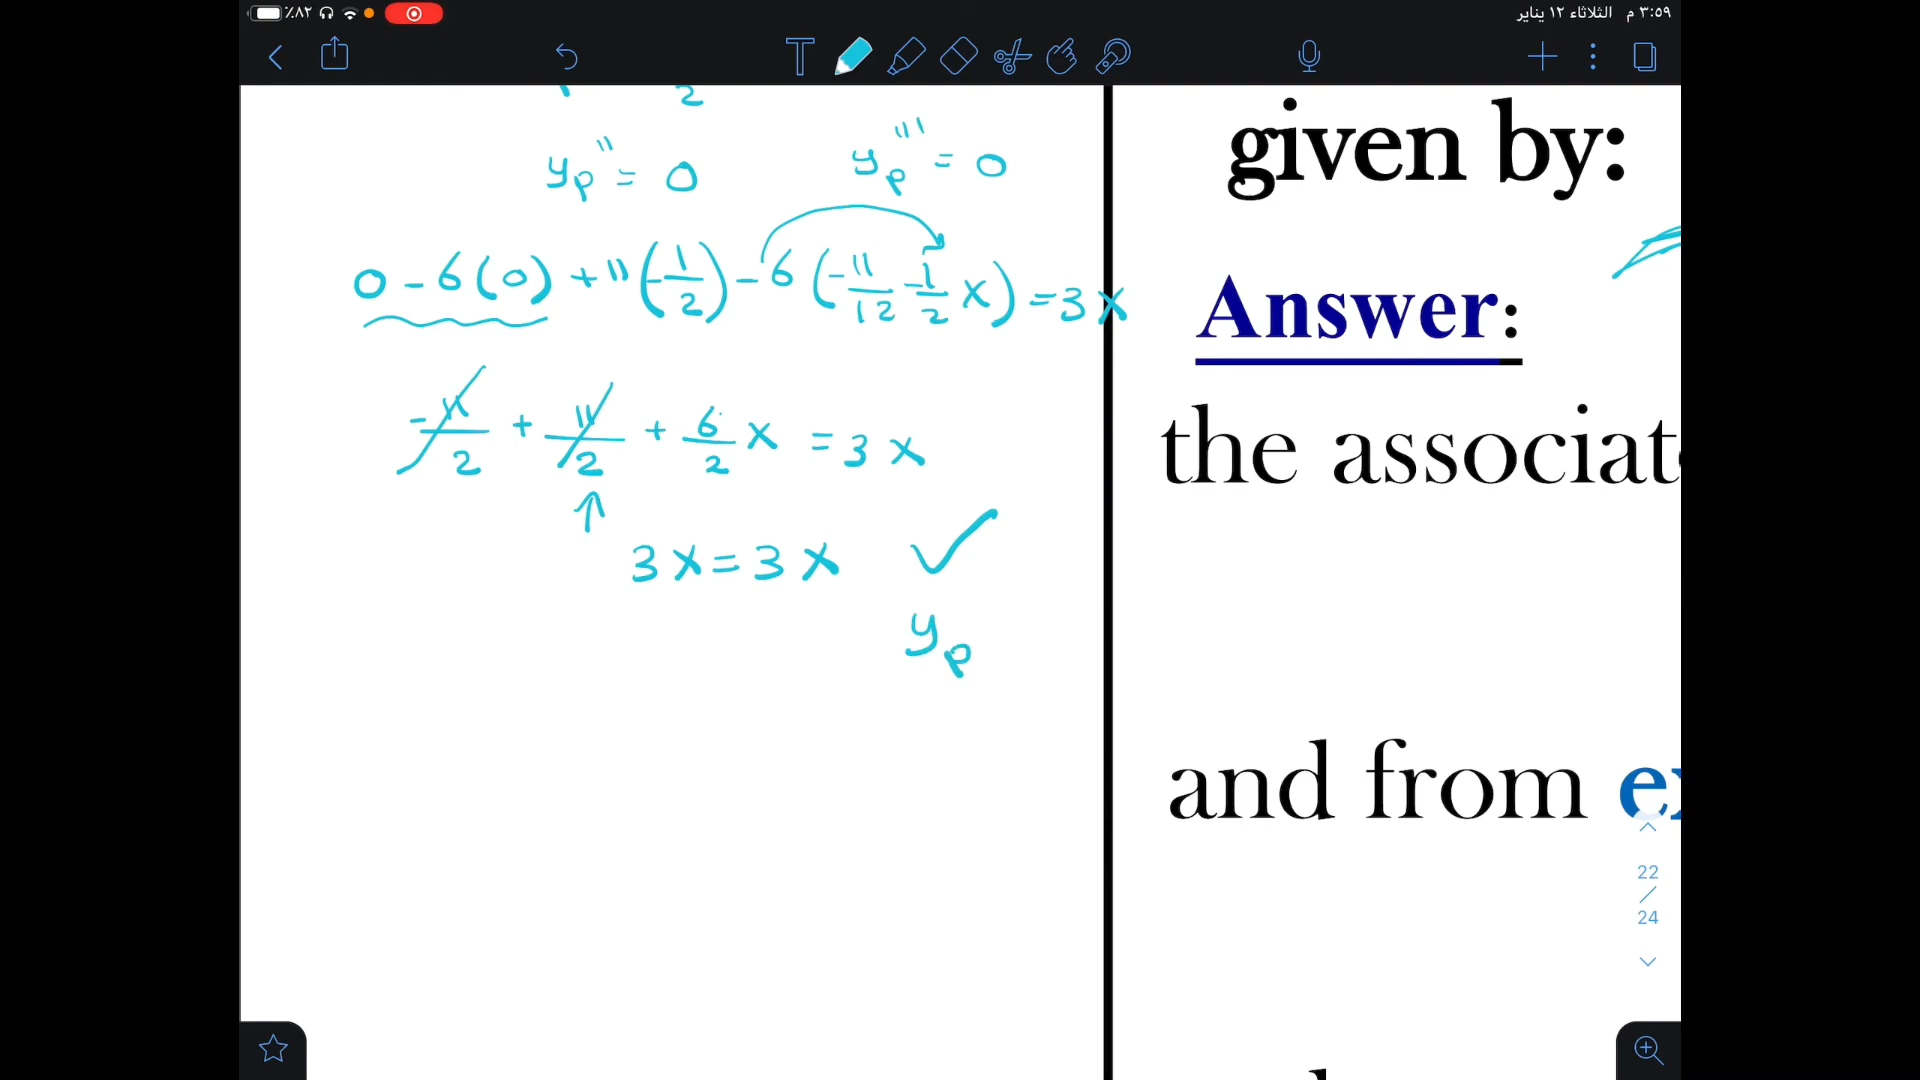 ٪٨٢
٣:٥٩ م الثلاثاء ١٢ يناير
T
2
yp'' = 0 yp''' = 0
0 - 6(0) + 11(-1/2) - 6(-11/12 - 1/2 x) = 3x
-11/2 + 11/2 + 6/2 x = 3x
↑
3x = 3x ✓
yp
given by:
Answer:
the associat
and from ex
22
/
24